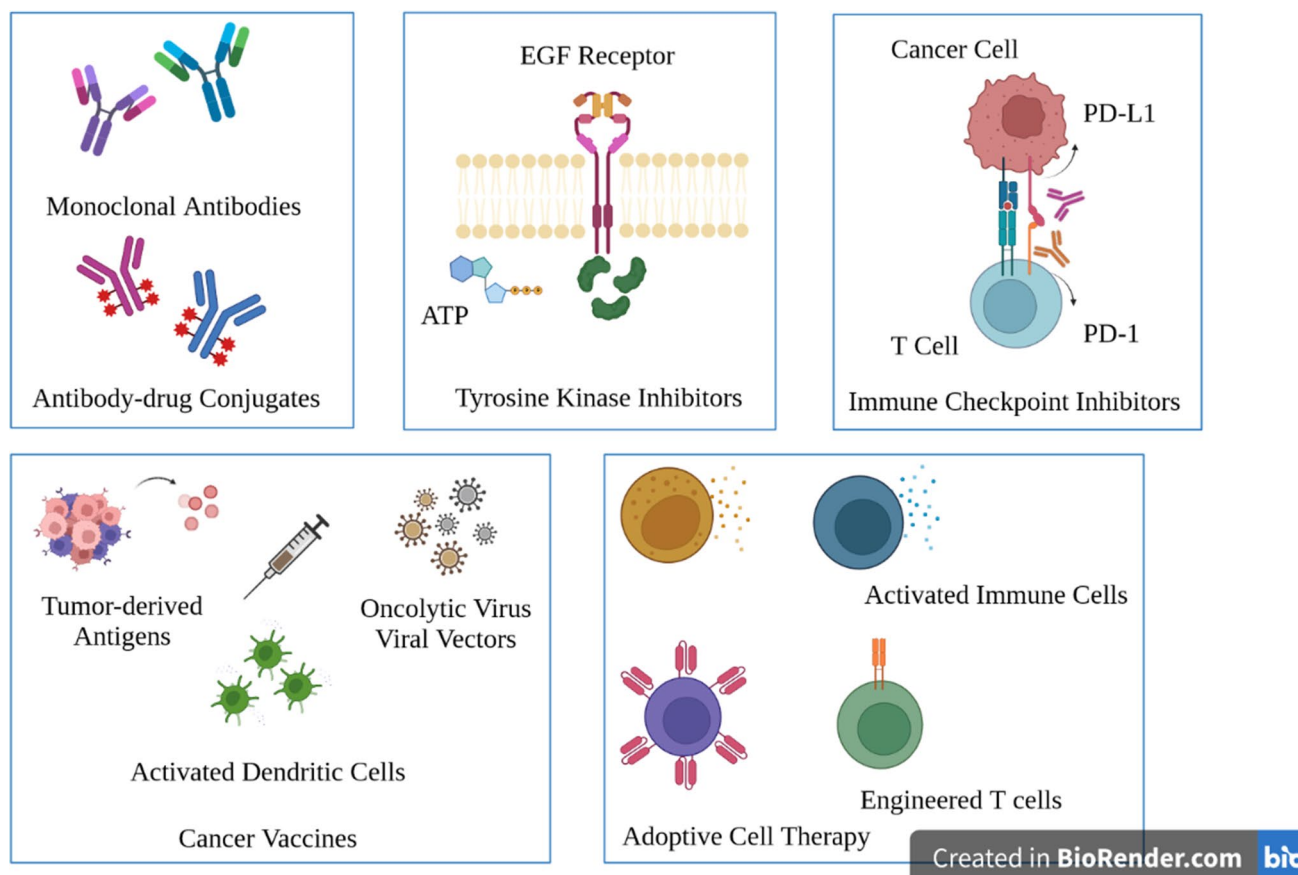 Monoclonal Antibodies
Antibody-drug Conjugates
EGF Receptor
ATP
Tyrosine Kinase Inhibitors
Cancer Cell
PD-L1
T Cell
PD-1
Immune Checkpoint Inhibitors
Tumor-derived
Antigens
Oncolytic Virus
Viral Vectors
Activated Dendritic Cells
Cancer Vaccines
Activated Immune Cells
Engineered T cells
Adoptive Cell Therapy
Created in BioRender.com